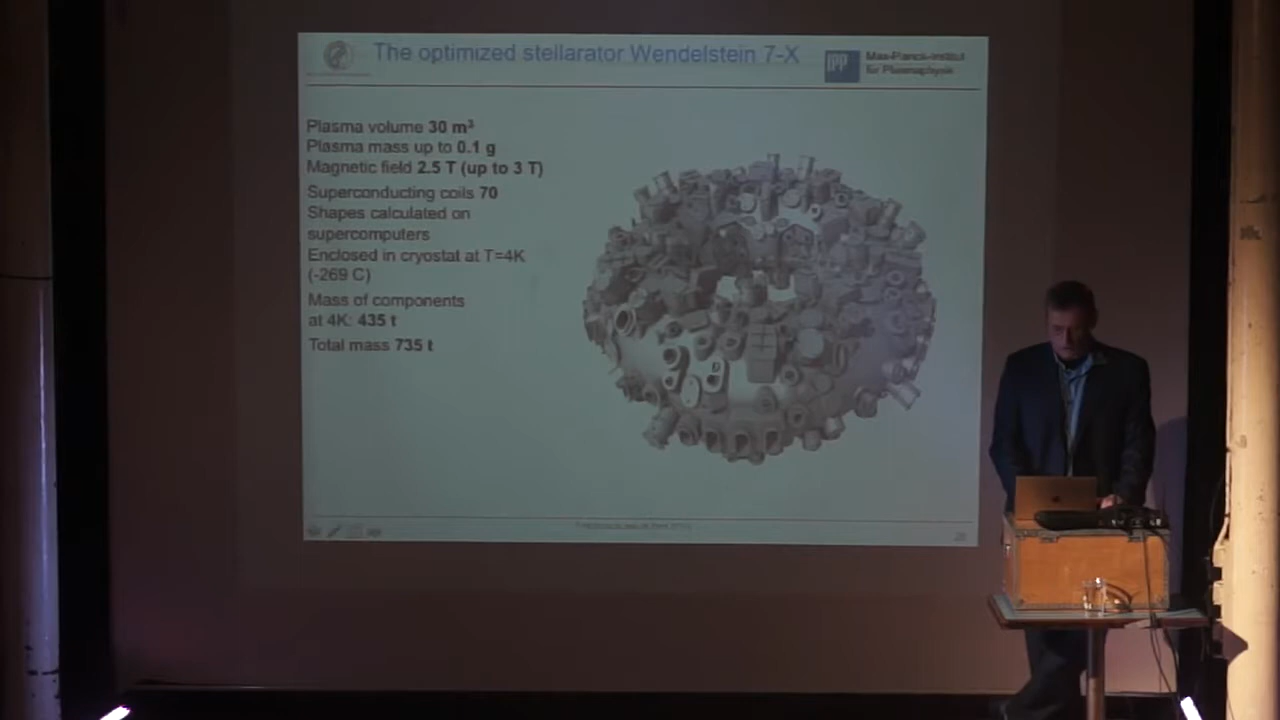 The optimized stellarator Wendelstein 7-X
IPP
Max-Planck-Institut
für Plasmaphysik
Plasma volume 30 m³
Plasma mass up to 0.1 g
Magnetic field 2.5 T (up to 3 T)
Superconducting coils 70
Shapes calculated on
supercomputers
Enclosed in cryostat at T=4K
(-269 C)
Mass of components
at 4K: 435 t
Total mass 735 t